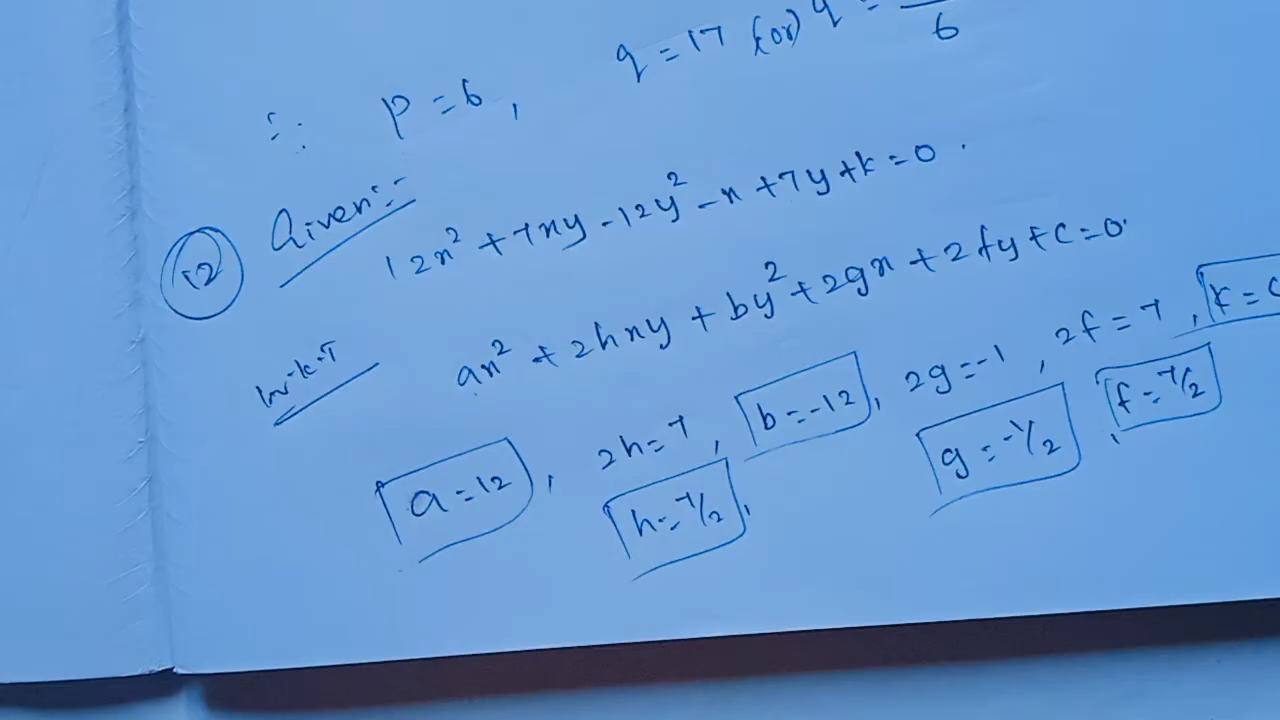 ∴ p = 6, q = 17 (or) q = 6
12 Given:-
12x² + 7xy - 12y² - x + 7y + k = 0.
W.K.T ax² + 2hxy + by² + 2gx + 2fy + c = 0.
a = 12, 2h = 7, b = -12, 2g = -1, 2f = 7, k = c
h = 7/2, g = -1/2, f = 7/2